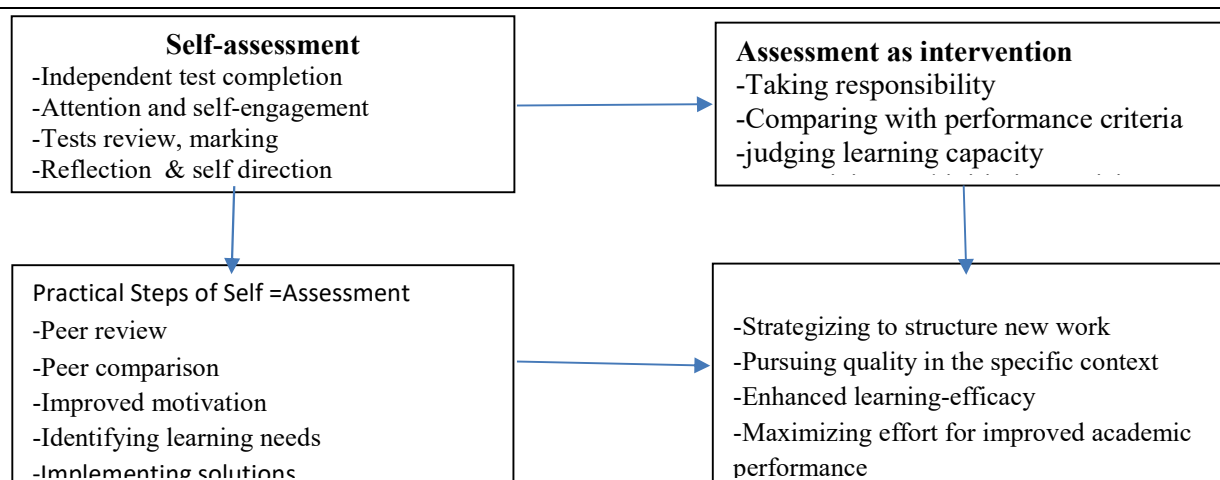 Self-assessment
-Independent test completion
-Attention and self-engagement
-Tests review, marking
-Reflection & self direction
Assessment as intervention
-Taking responsibility
-Comparing with performance criteria
-judging learning capacity
Practical Steps of Self =Assessment
-Peer review
-Peer comparison
-Improved motivation
-Identifying learning needs
-Implementing solutions
-Strategizing to structure new work
-Pursuing quality in the specific context
-Enhanced learning-efficacy
-Maximizing effort for improved academic
performance